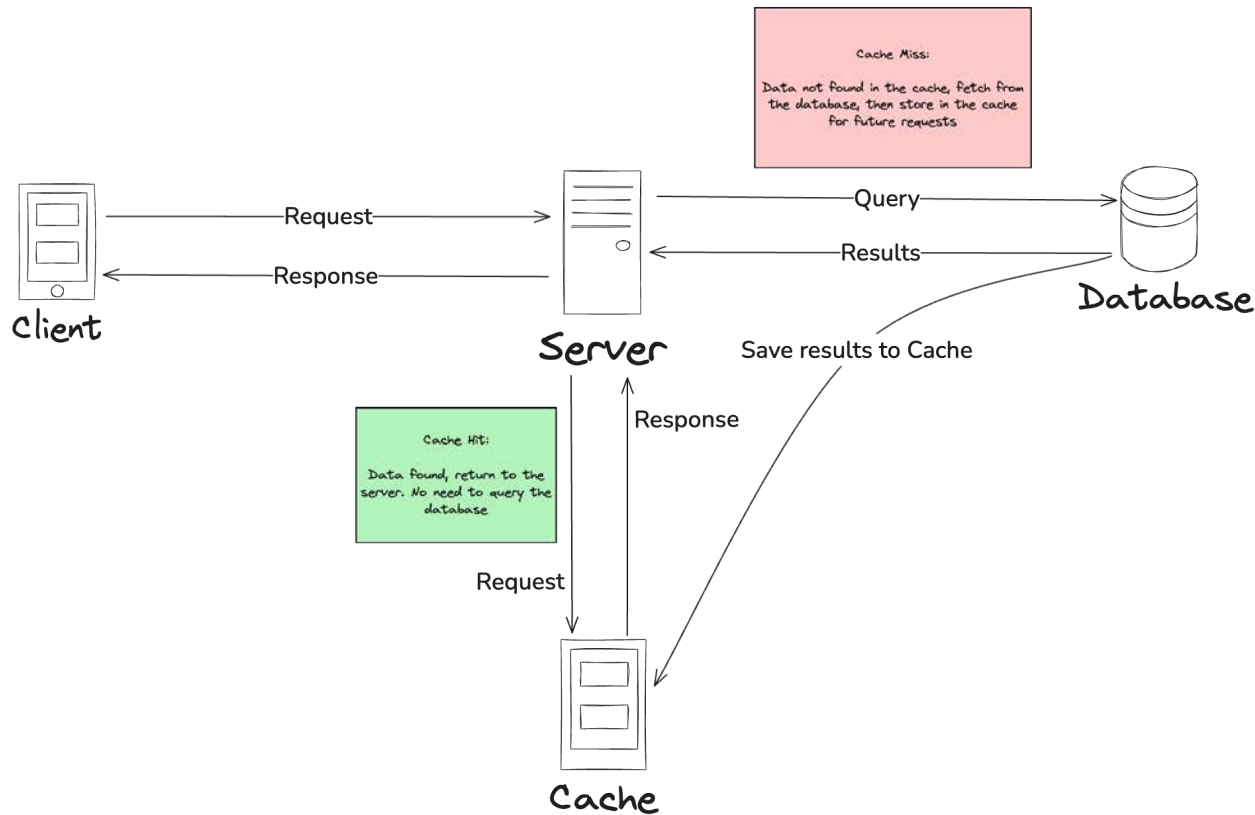 Cache Miss:
Data not found in the cache, fetch from
the database, then store in the cache
for future requests
Request
Query
Response
Results
Client
Server
Database
Save results to Cache
Response
Cache Hit:
Data found, return to the
server. No need to query the
database
Request
Cache